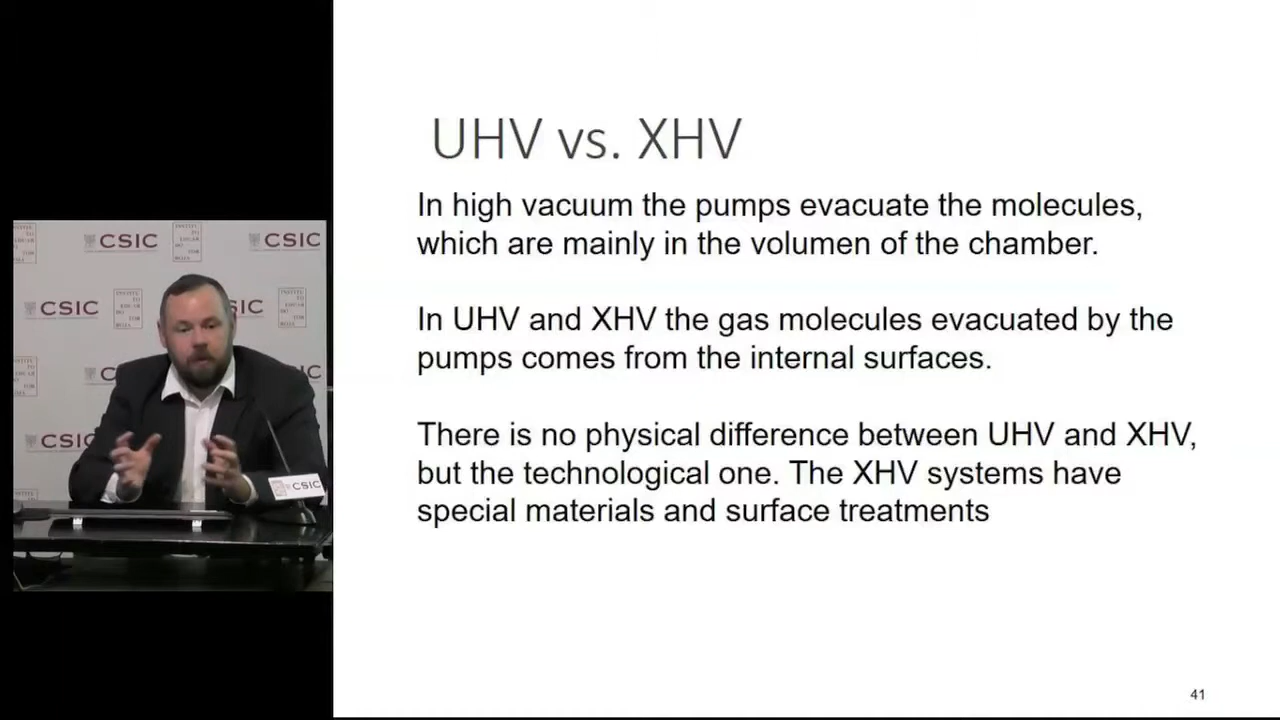 UHV vs. XHV
In high vacuum the pumps evacuate the molecules,
which are mainly in the volumen of the chamber.
In UHV and XHV the gas molecules evacuated by the
pumps comes from the internal surfaces.
There is no physical difference between UHV and XHV,
but the technological one. The XHV systems have
special materials and surface treatments
41
CSIC
CSIC
CSIC
CSIC
CSIC